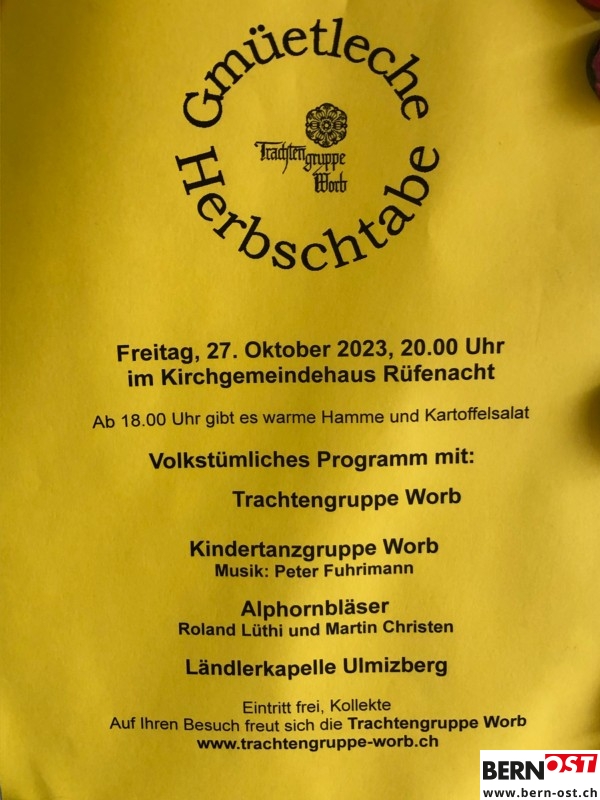 Gmüetleche
Trachtengruppe
Worb
Herbschtabe
Freitag, 27. Oktober 2023, 20.00 Uhr
im Kirchgemeindehaus Rüfenacht
Ab 18.00 Uhr gibt es warme Hamme und Kartoffelsalat
Volkstümliches Programm mit:
Trachtengruppe Worb
Kindertanzgruppe Worb
Musik: Peter Fuhrimann
Alphornbläser
Roland Lüthi und Martin Christen
Ländlerkapelle Ulmizberg
Eintritt frei, Kollekte
Auf Ihren Besuch freut sich die Trachtengruppe Worb
www.trachtengruppe-worb.ch
BERNOST
www.bern-ost.ch